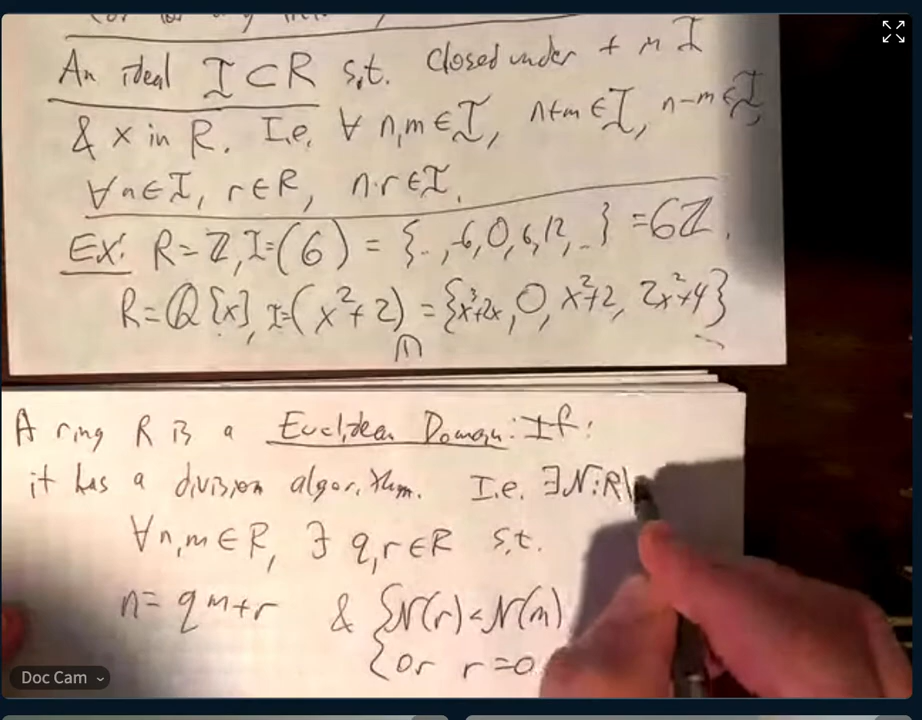 An ideal I ⊂ R s.t. closed under + in I
& × in R. I.e. ∀ n,m ∈ I, n+m ∈ I, n-m ∈ I,
∀ n ∈ I, r ∈ R, n·r ∈ I.
Ex: R = ℤ, I = (6) = {.., -6, 0, 6, 12, ..} = 6ℤ.
R = ℚ[x], I = (x²+2) = {x³+2x, 0, x²+2, 2x²+4}
A ring R is a Euclidean Domain: If:
it has a division algorithm. I.e. ∃ N: R\
∀ n,m ∈ R, ∃ q,r ∈ R s.t.
n = qm+r & {N(r) < N(m)
{or r=0
Doc Cam